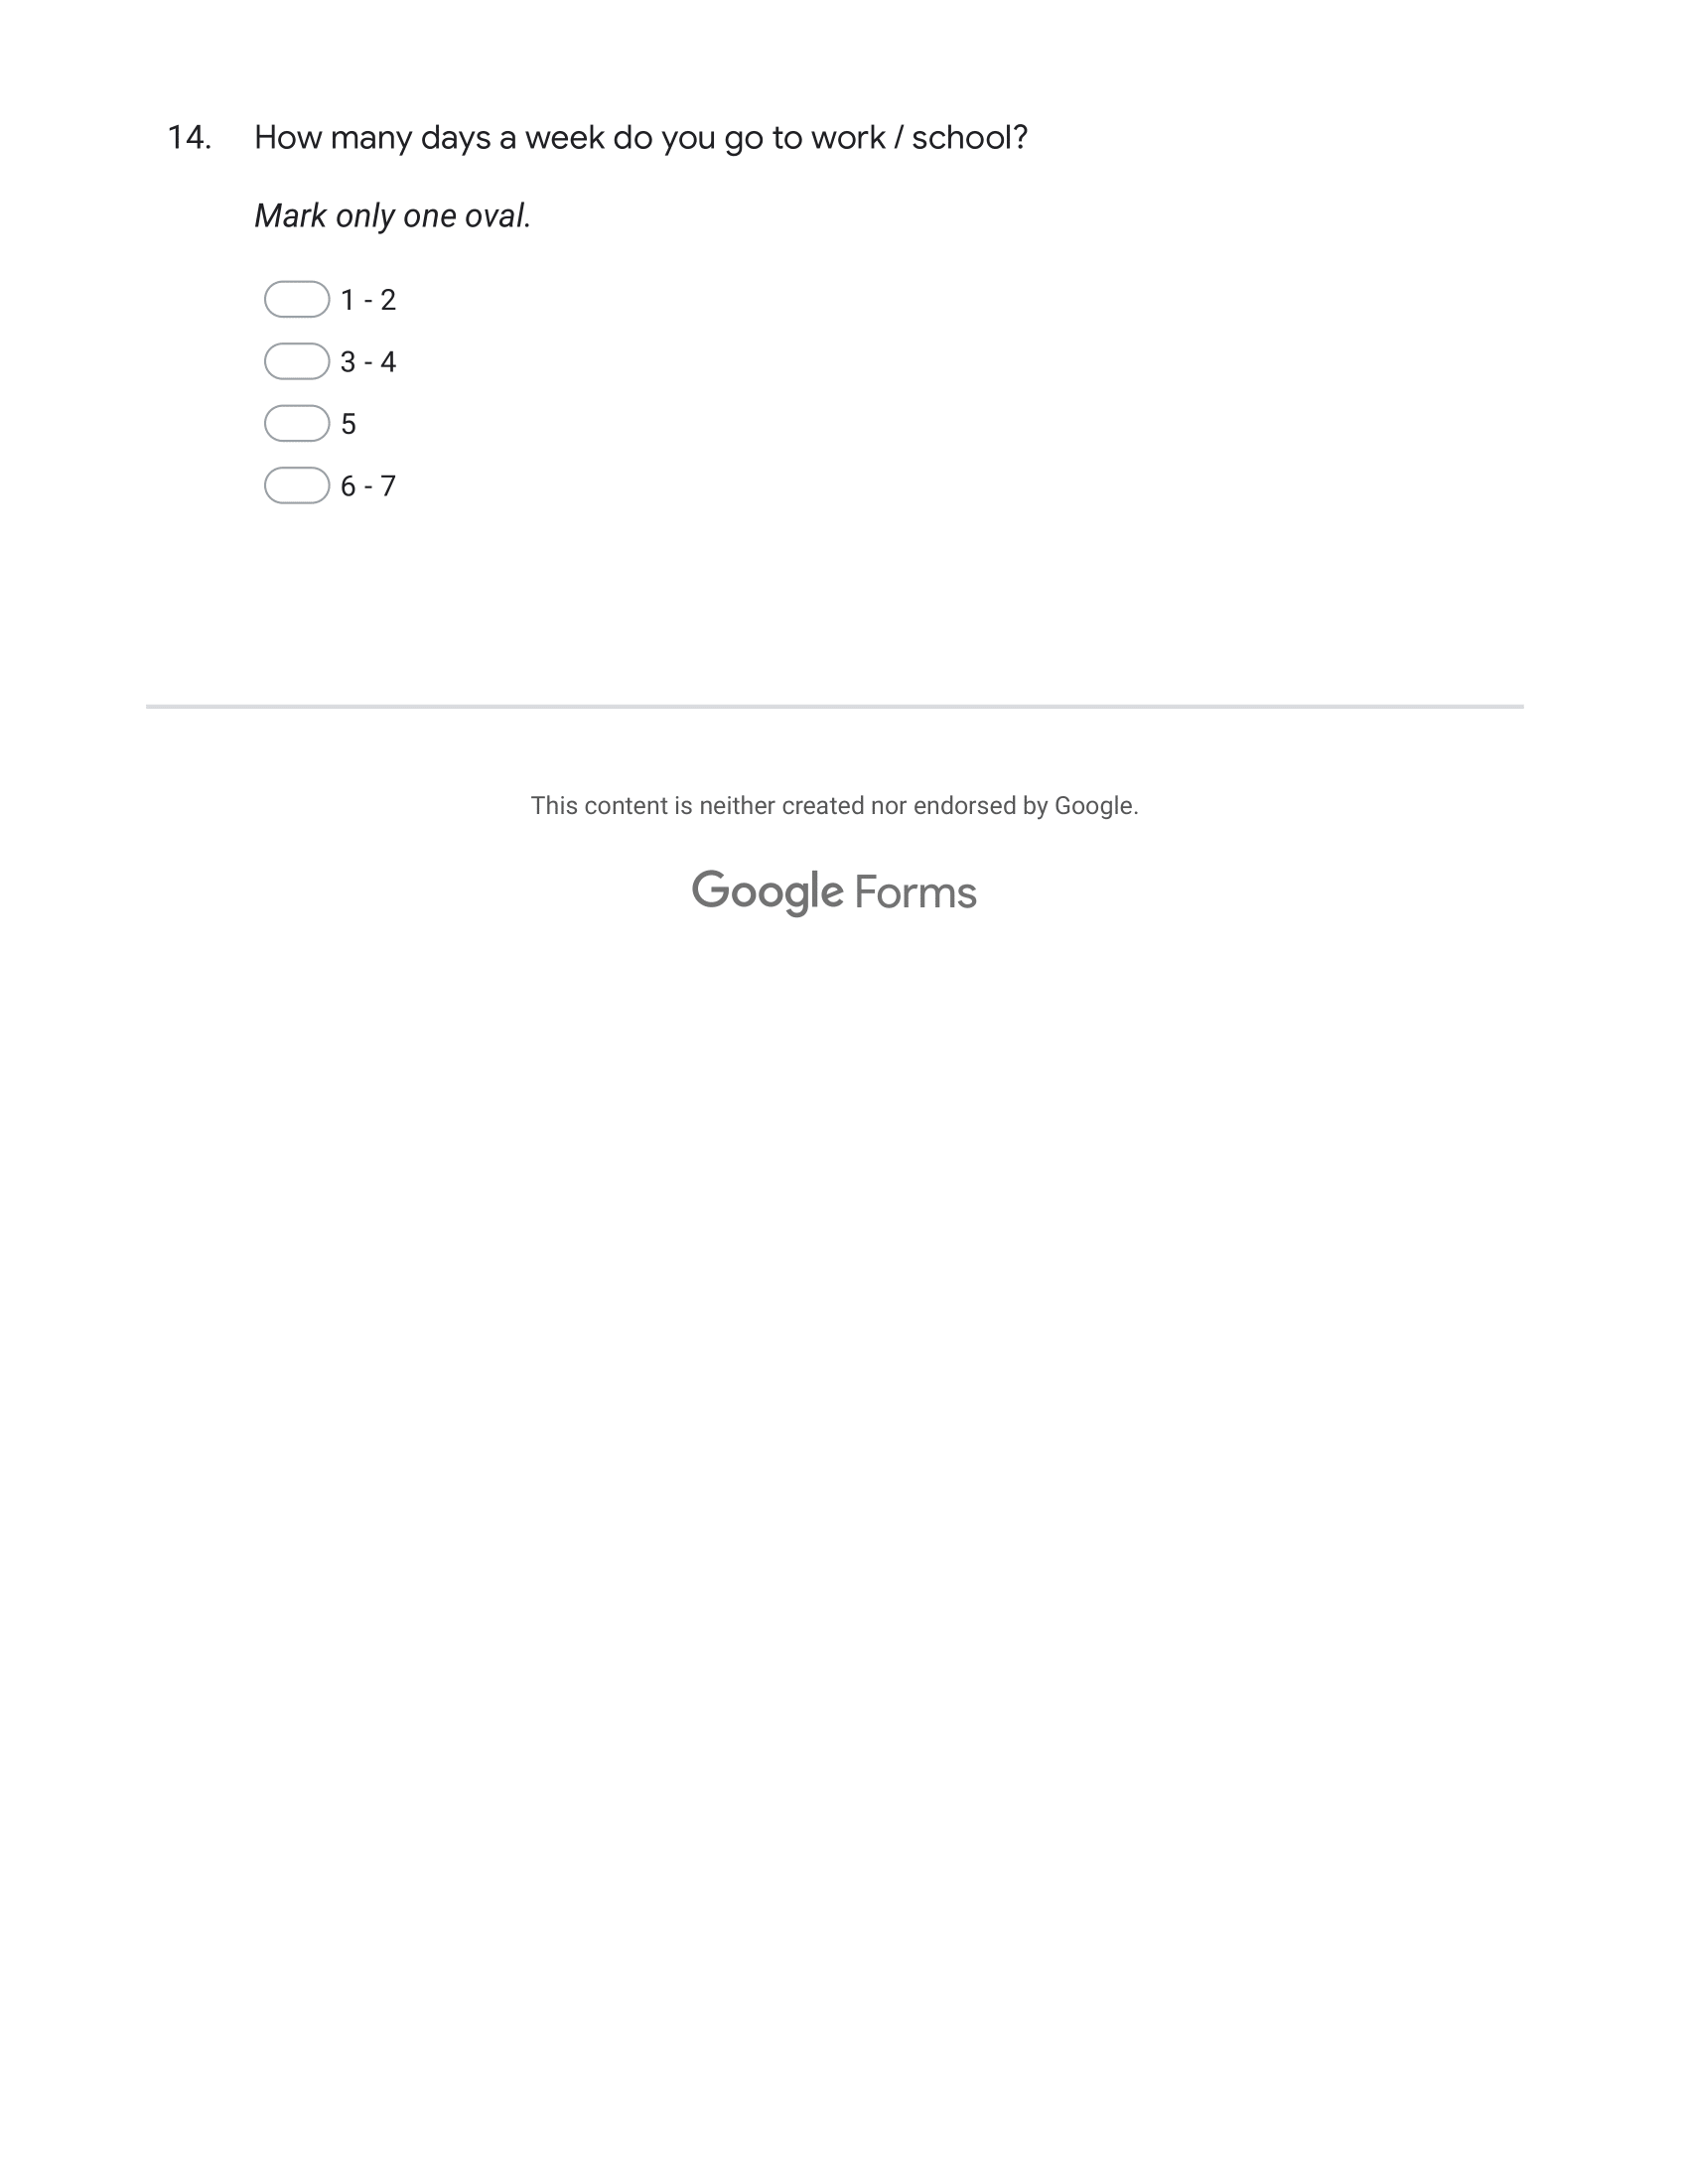 14. How many days a week do you go to work / school?
Mark only one oval.
1 - 2
3 - 4
5
6 - 7
This content is neither created nor endorsed by Google.
Google Forms